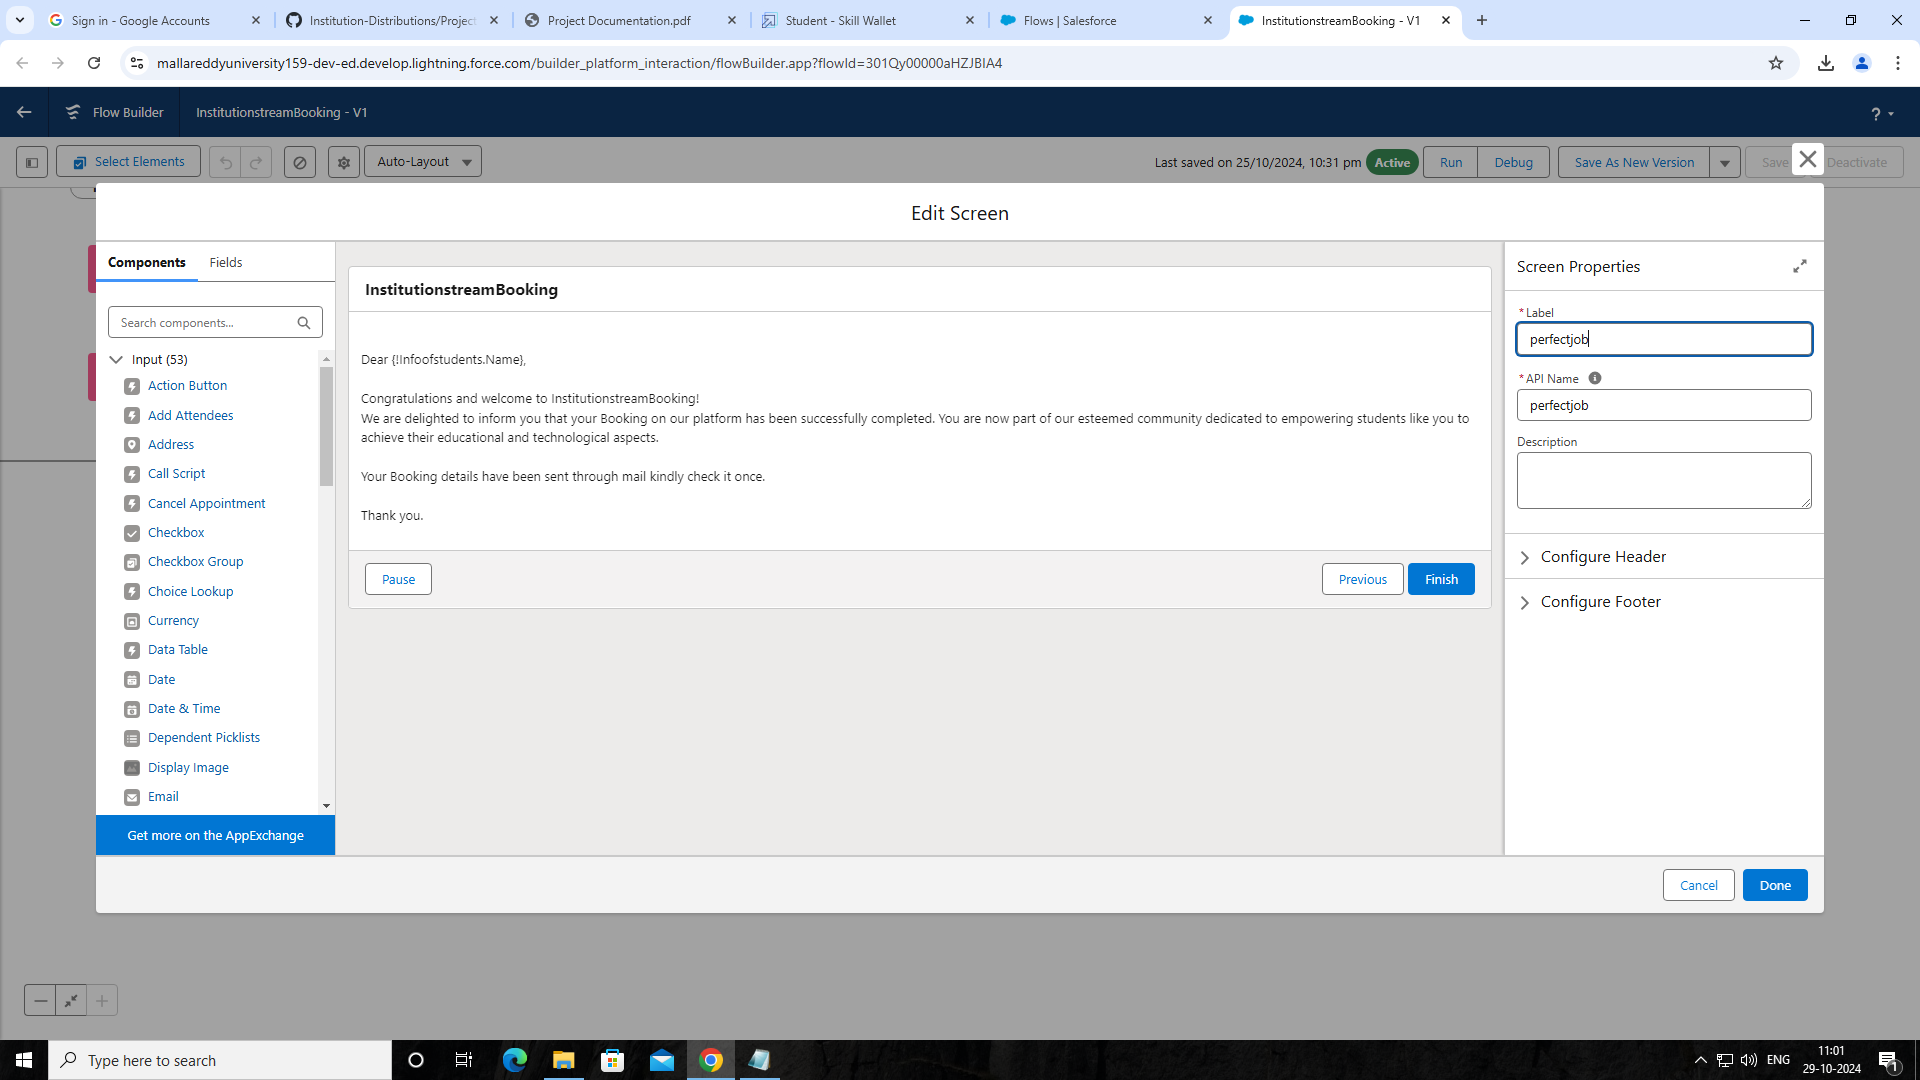 Sign in - Google Accounts
Institution-Distributions/Project
Project Documentation.pdf
Student - Skill Wallet
Flows | Salesforce
InstitutionstreamBooking - V1
mallareddyuniversity159-dev-ed.develop.lightning.force.com/builder_platform_interaction/flowBuilder.app?flowId=301Qy00000aHZJBIA4
Flow Builder
InstitutionstreamBooking - V1
?
Select Elements
Auto-Layout
Last saved on 25/10/2024, 10:31 pm
Active
Run
Debug
Save As New Version
Save
Deactivate
Edit Screen
Components
Fields
Search components...
Input (53)
Action Button
Add Attendees
Address
Call Script
Cancel Appointment
Checkbox
Checkbox Group
Choice Lookup
Currency
Data Table
Date
Date & Time
Dependent Picklists
Display Image
Email
Get more on the AppExchange
InstitutionstreamBooking
Dear {!Infoofstudents.Name},
Congratulations and welcome to InstitutionstreamBooking!
We are delighted to inform you that your Booking on our platform has been successfully completed. You are now part of our esteemed community dedicated to empowering students like you to
achieve their educational and technological aspects.
Your Booking details have been sent through mail kindly check it once.
Thank you.
Pause
Previous
Finish
Screen Properties
* Label
perfectjob
* API Name
perfectjob
Description
Configure Header
Configure Footer
Cancel
Done
Type here to search
ENG
11:01
29-10-2024
1